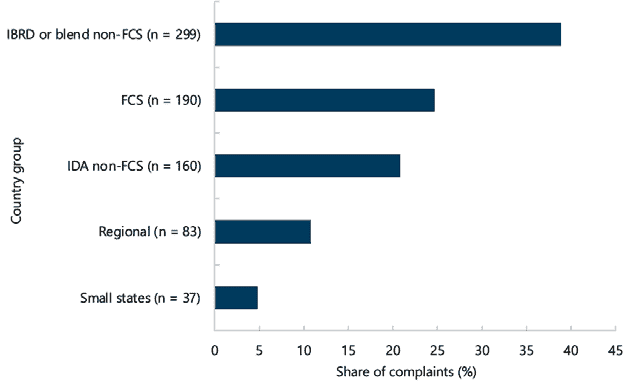 IBRD or blend non-FCS (n = 299)
FCS (n = 190)
IDA non-FCS (n = 160)
Regional (n = 83)
Small states (n = 37)
Country group
0 5 10 15 20 25 30 35 40 45
Share of complaints (%)